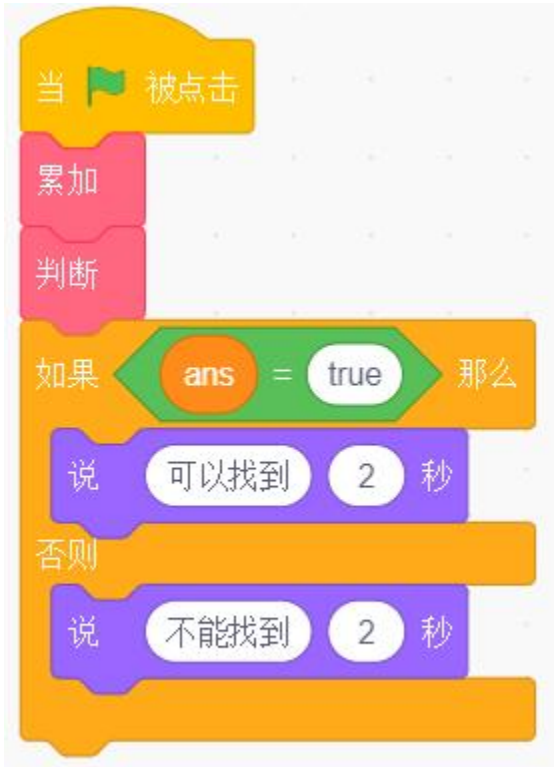 当 被点击
累加
判断
如果 ans = true 那么
说 可以找到 2 秒
否则
说 不能找到 2 秒